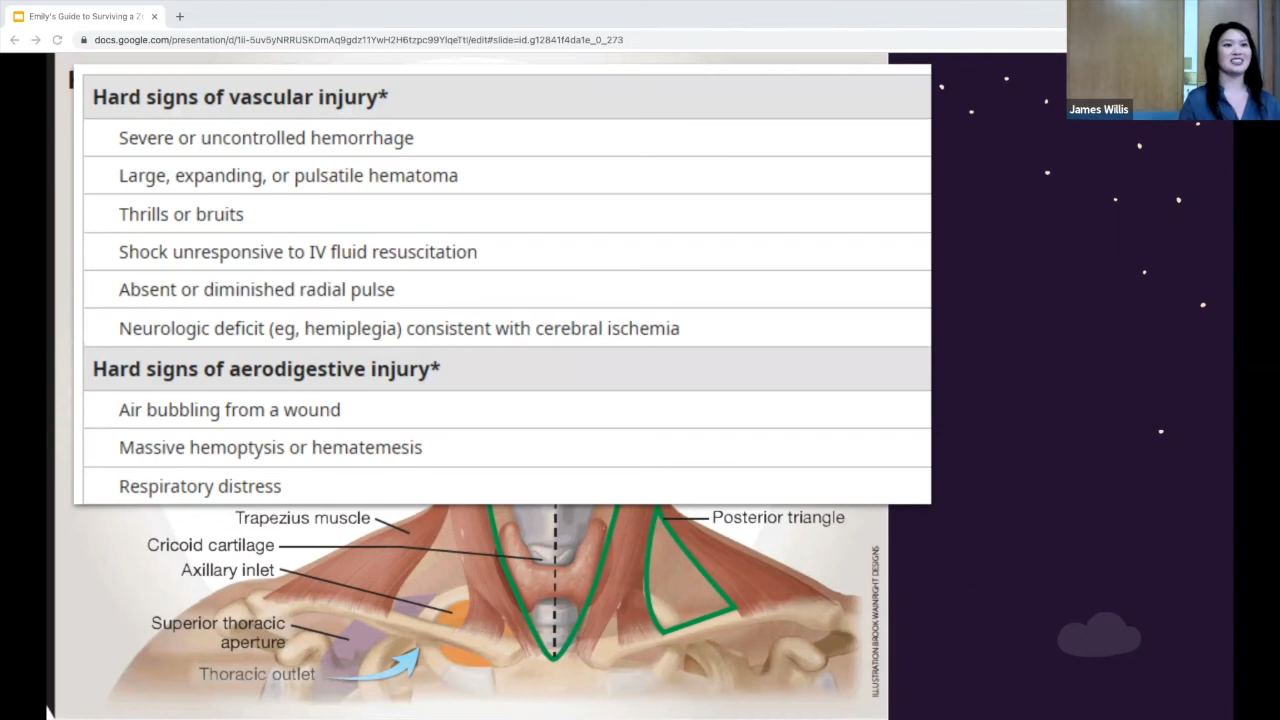 Emily's Guide to Surviving a Z
docs.google.com/presentation/d/1ii-5uv5yNRRUSKDmAq9gdz11YwH2H6tzpc99YlqeTtI/edit#slide=id.g12841f4da1e_0_273
James Willis
Hard signs of vascular injury*
Severe or uncontrolled hemorrhage
Large, expanding, or pulsatile hematoma
Thrills or bruits
Shock unresponsive to IV fluid resuscitation
Absent or diminished radial pulse
Neurologic deficit (eg, hemiplegia) consistent with cerebral ischemia
Hard signs of aerodigestive injury*
Air bubbling from a wound
Massive hemoptysis or hematemesis
Respiratory distress
Trapezius muscle
Posterior triangle
Cricoid cartilage
Axillary inlet
Superior thoracic
aperture
Thoracic outlet
ILLUSTRATION BROOK WAINRIGHT DESIGNS